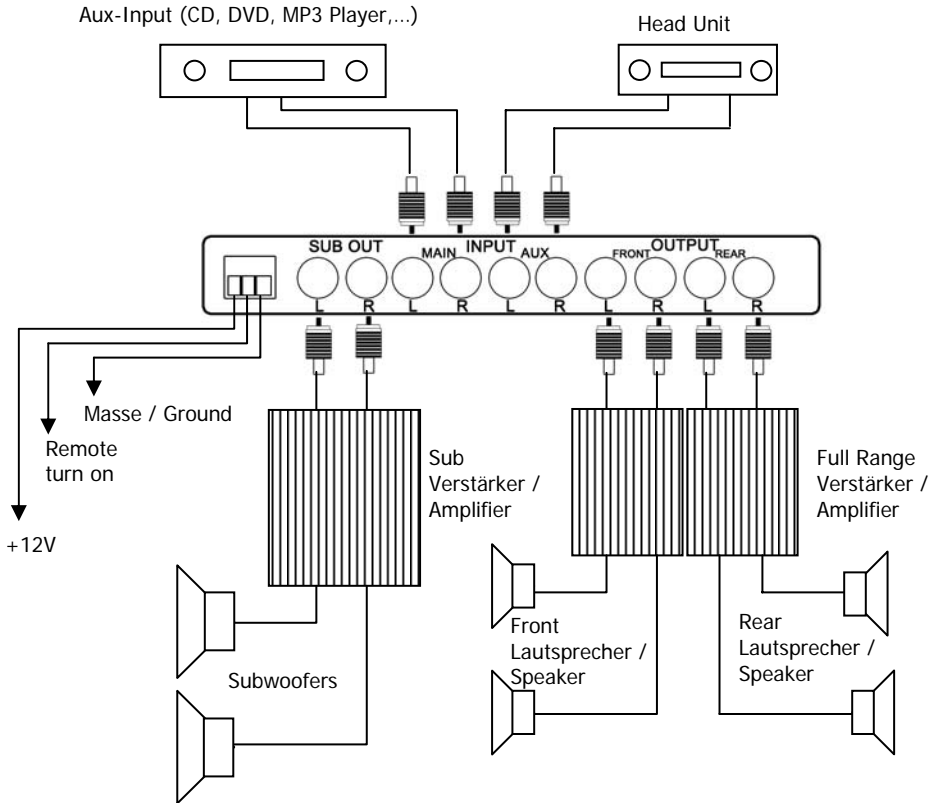 Aux-Input (CD, DVD, MP3 Player,...)
Head Unit
SUB OUT
INPUT
OUTPUT
MAIN
AUX
FRONT
REAR
L
R
L
R
L
R
L
R
L
R
Masse / Ground
Remote
turn on
+12V
Sub
Verstärker /
Amplifier
Full Range
Verstärker /
Amplifier
Subwoofers
Front
Lautsprecher /
Speaker
Rear
Lautsprecher /
Speaker